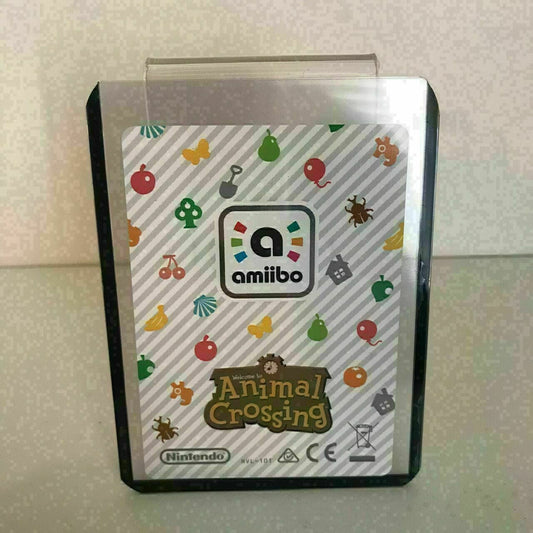 a
amiibo
Welcome to
Animal
Crossing
Nintendo NVL-101 CE